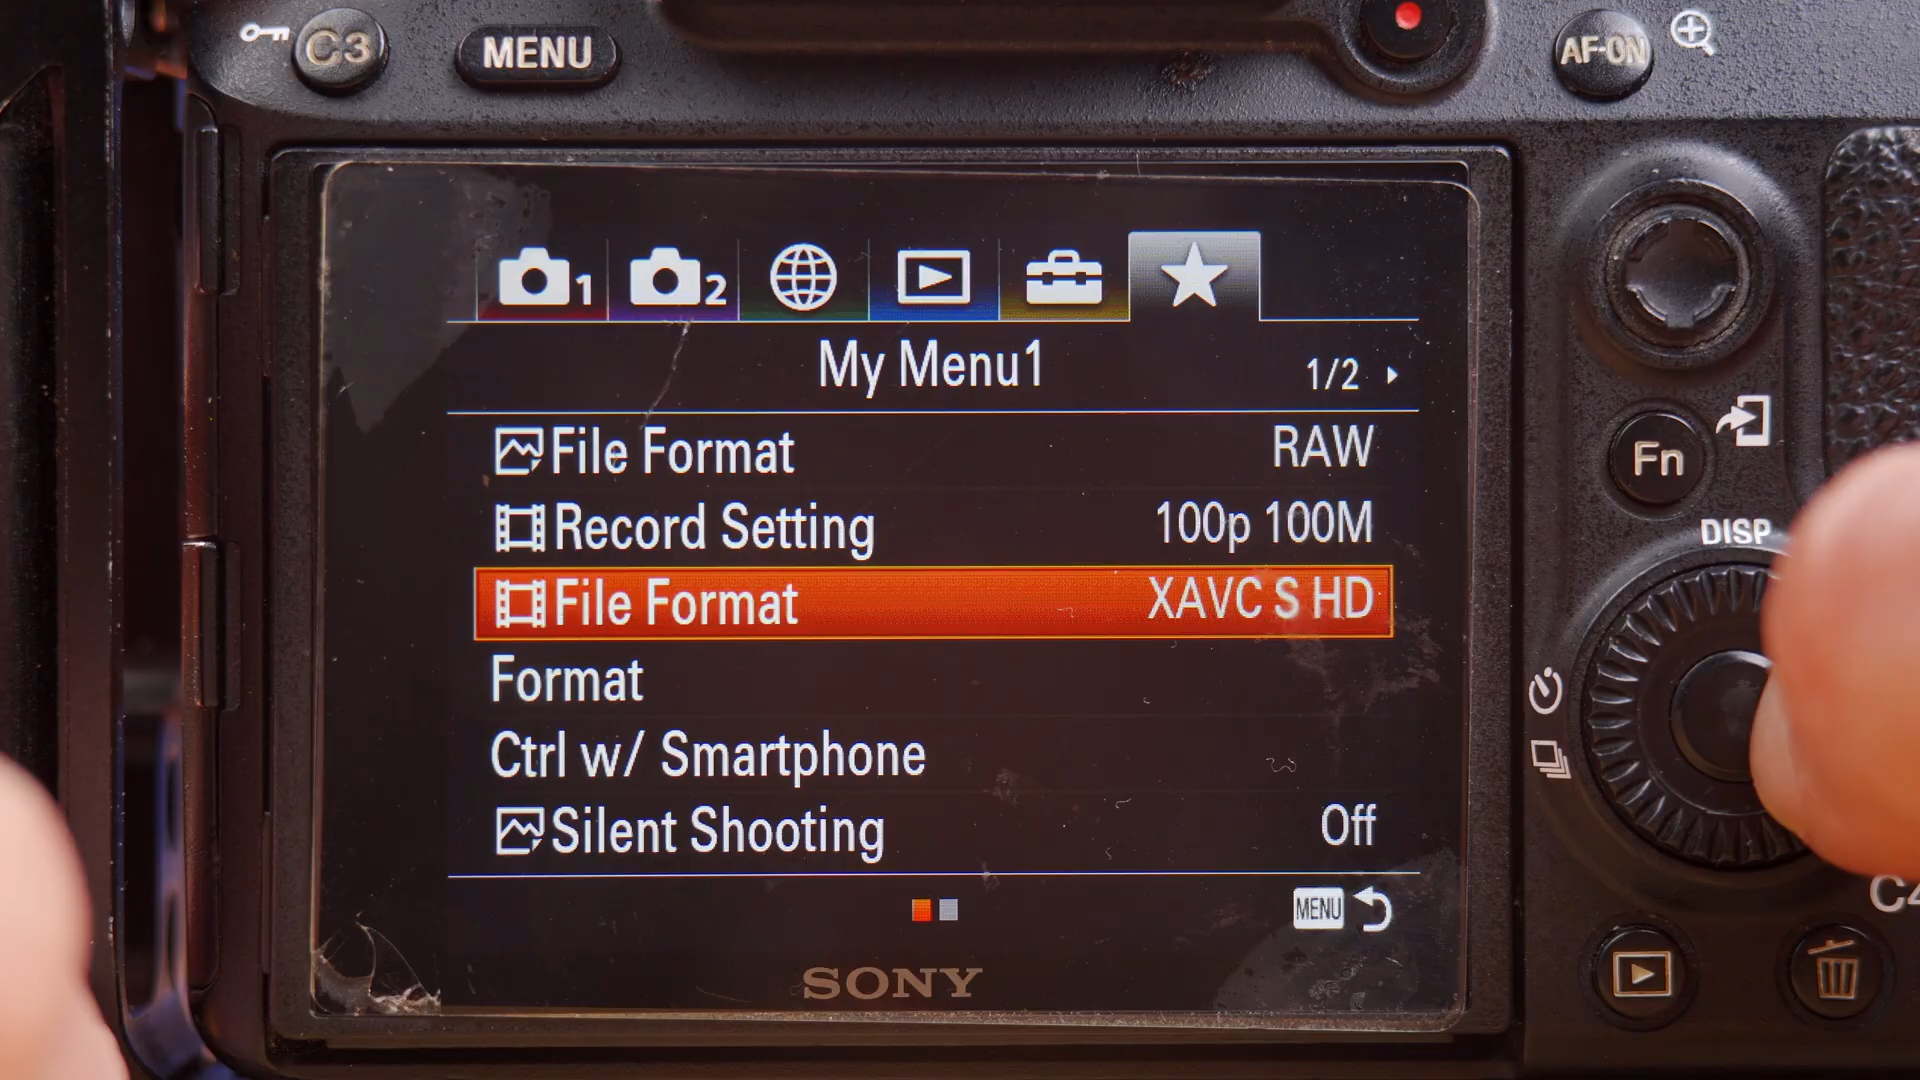 C3
MENU
AF-ON
1
2
My Menu1
1/2
File Format RAW
Record Setting 100p 100M
File Format XAVC S HD
Format
Ctrl w/ Smartphone
Silent Shooting Off
MENU
SONY
Fn
DISP
C4